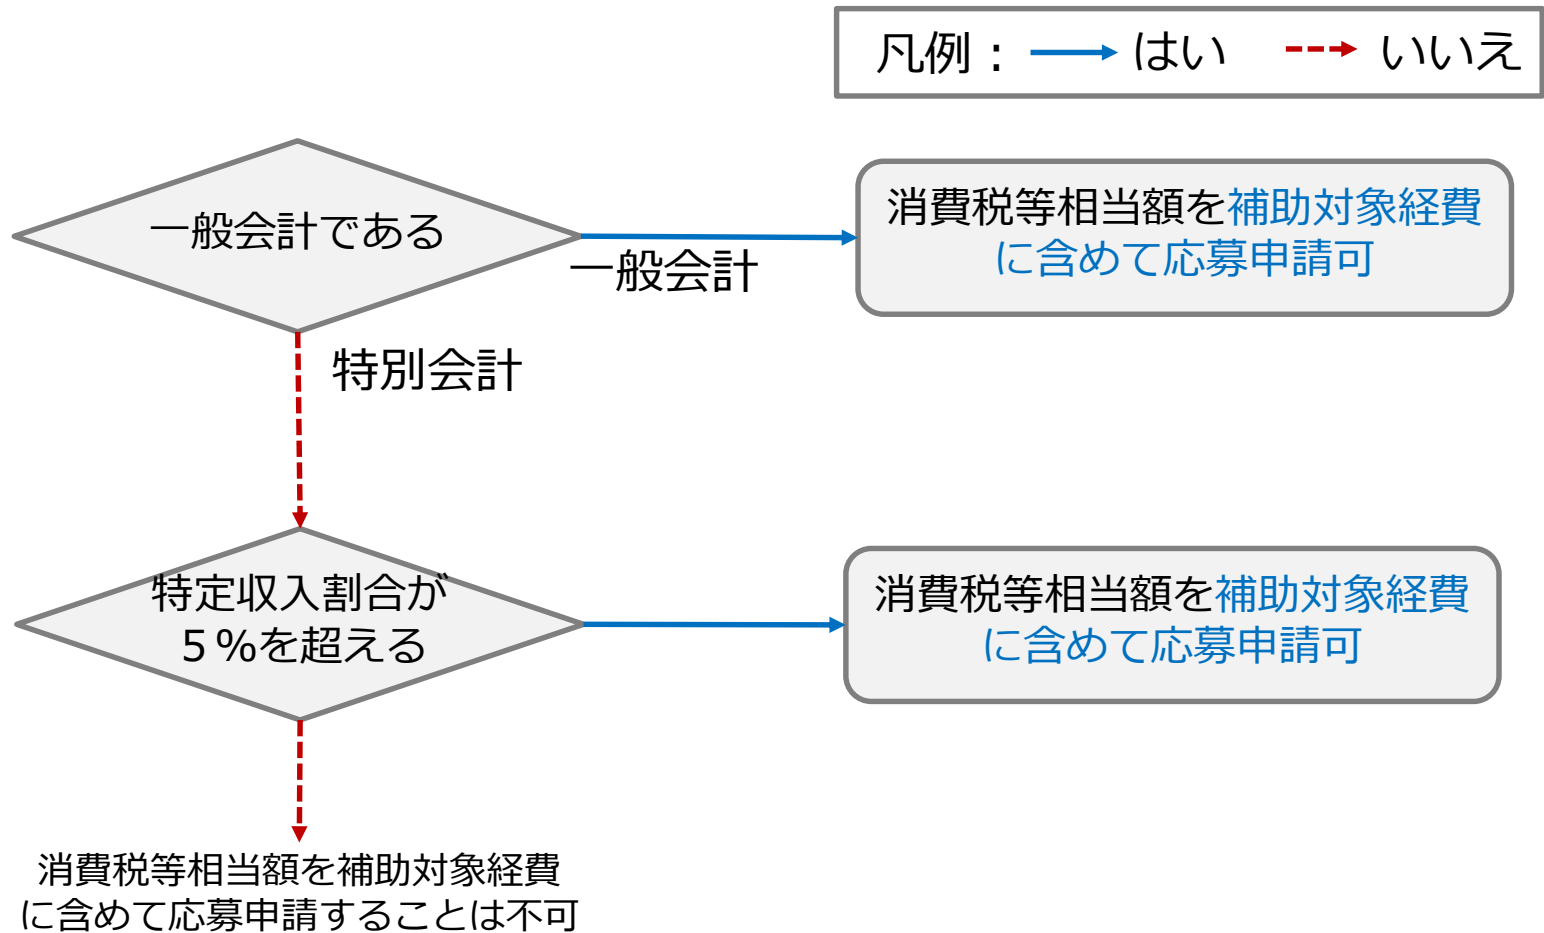 凡例： はい いいえ
一般会計である
一般会計
消費税等相当額を補助対象経費
に含めて応募申請可
特別会計
特定収入割合が
５％を超える
消費税等相当額を補助対象経費
に含めて応募申請可
消費税等相当額を補助対象経費
に含めて応募申請することは不可